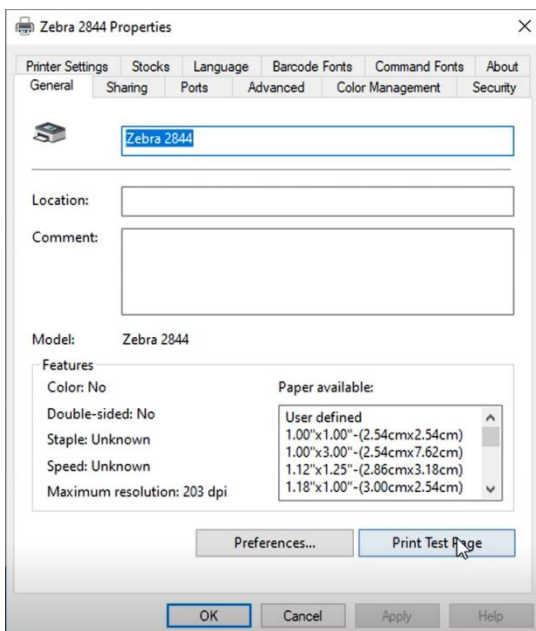 Zebra 2844 Properties
Printer Settings Stocks Language Barcode Fonts Command Fonts About
General Sharing Ports Advanced Color Management Security
Zebra 2844
Location:
Comment:
Model: Zebra 2844
Features
Color: No
Double-sided: No
Staple: Unknown
Speed: Unknown
Maximum resolution: 203 dpi
Paper available:
User defined
1.00"x1.00"-(2.54cmx2.54cm)
1.00"x3.00"-(2.54cmx7.62cm)
1.12"x1.25"-(2.86cmx3.18cm)
1.18"x1.00"-(3.00cmx2.54cm)
Preferences... Print Test Page
OK Cancel Apply Help